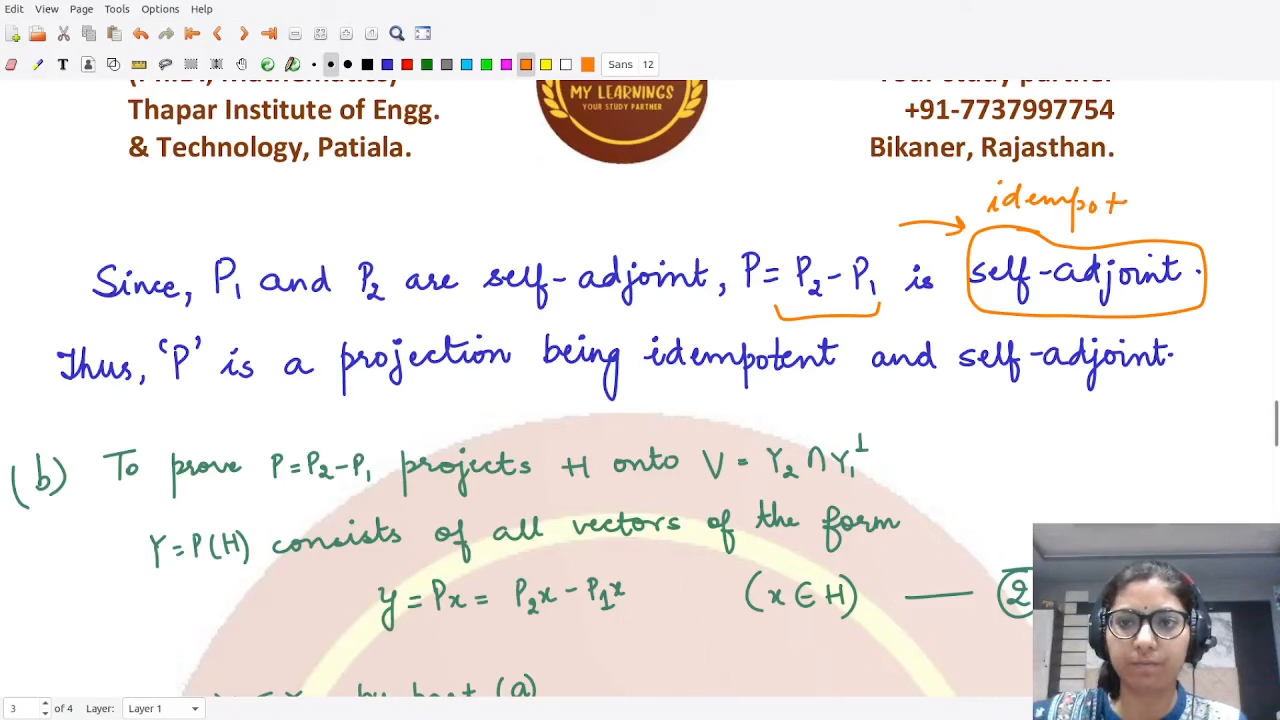 Edit View Page Tools Options Help
Sans 12
Thapar Institute of Engg.
& Technology, Patiala.
MY LEARNINGS
YOUR STUDY PARTNER
+91-7737997754
Bikaner, Rajasthan.
idempot
Since, P₁ and P₂ are self-adjoint, P = P₂ - P₁ is self-adjoint.
Thus, 'P' is a projection being idempotent and self-adjoint.
(b) To prove P = P₂ - P₁ projects H onto V = Y₂ ∩ Y₁^⊥
Y = P(H) consists of all vectors of the form
y = Px = P₂x - P₁x (x ∈ H) — ②
by part (a)
3 of 4 Layer: Layer 1